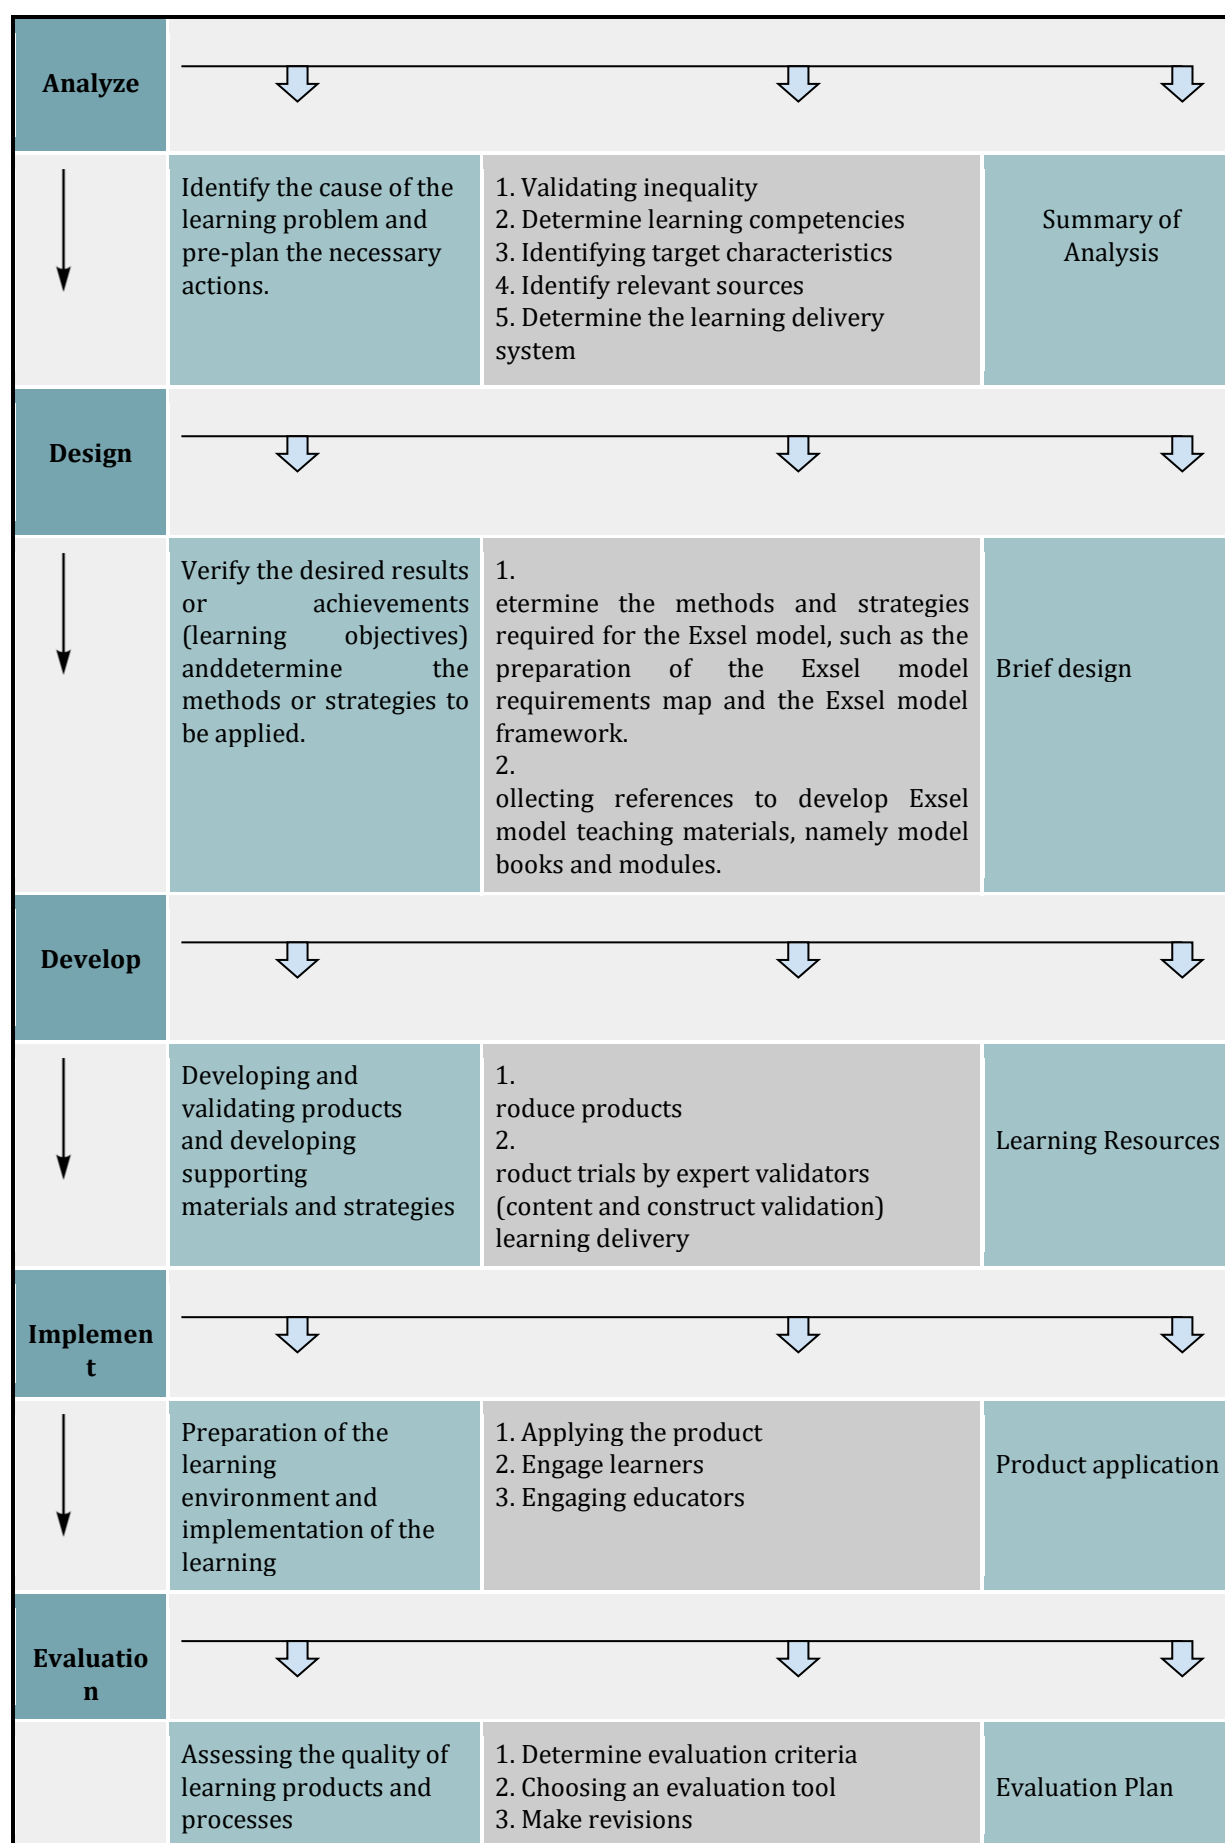 Analyze
Identify the cause of the
learning problem and
pre-plan the necessary
actions.
1. Validating inequality
2. Determine learning competencies
3. Identifying target characteristics
4. Identify relevant sources
5. Determine the learning delivery
system
Summary of
Analysis
Design
Verify the desired results
or achievements
(learning objectives)
anddetermine the
methods or strategies to
be applied.
1.
etermine the methods and strategies
required for the Exsel model, such as the
preparation of the Exsel model
requirements map and the Exsel model
framework.
2.
ollecting references to develop Exsel
model teaching materials, namely model
books and modules.
Brief design
Develop
Developing and
validating products
and developing
supporting
materials and strategies
1.
roduce products
2.
roduct trials by expert validators
(content and construct validation)
learning delivery
Learning Resources
Implemen
t
Preparation of the
learning
environment and
implementation of the
learning
1. Applying the product
2. Engage learners
3. Engaging educators
Product application
Evaluatio
n
Assessing the quality of
learning products and
processes
1. Determine evaluation criteria
2. Choosing an evaluation tool
3. Make revisions
Evaluation Plan